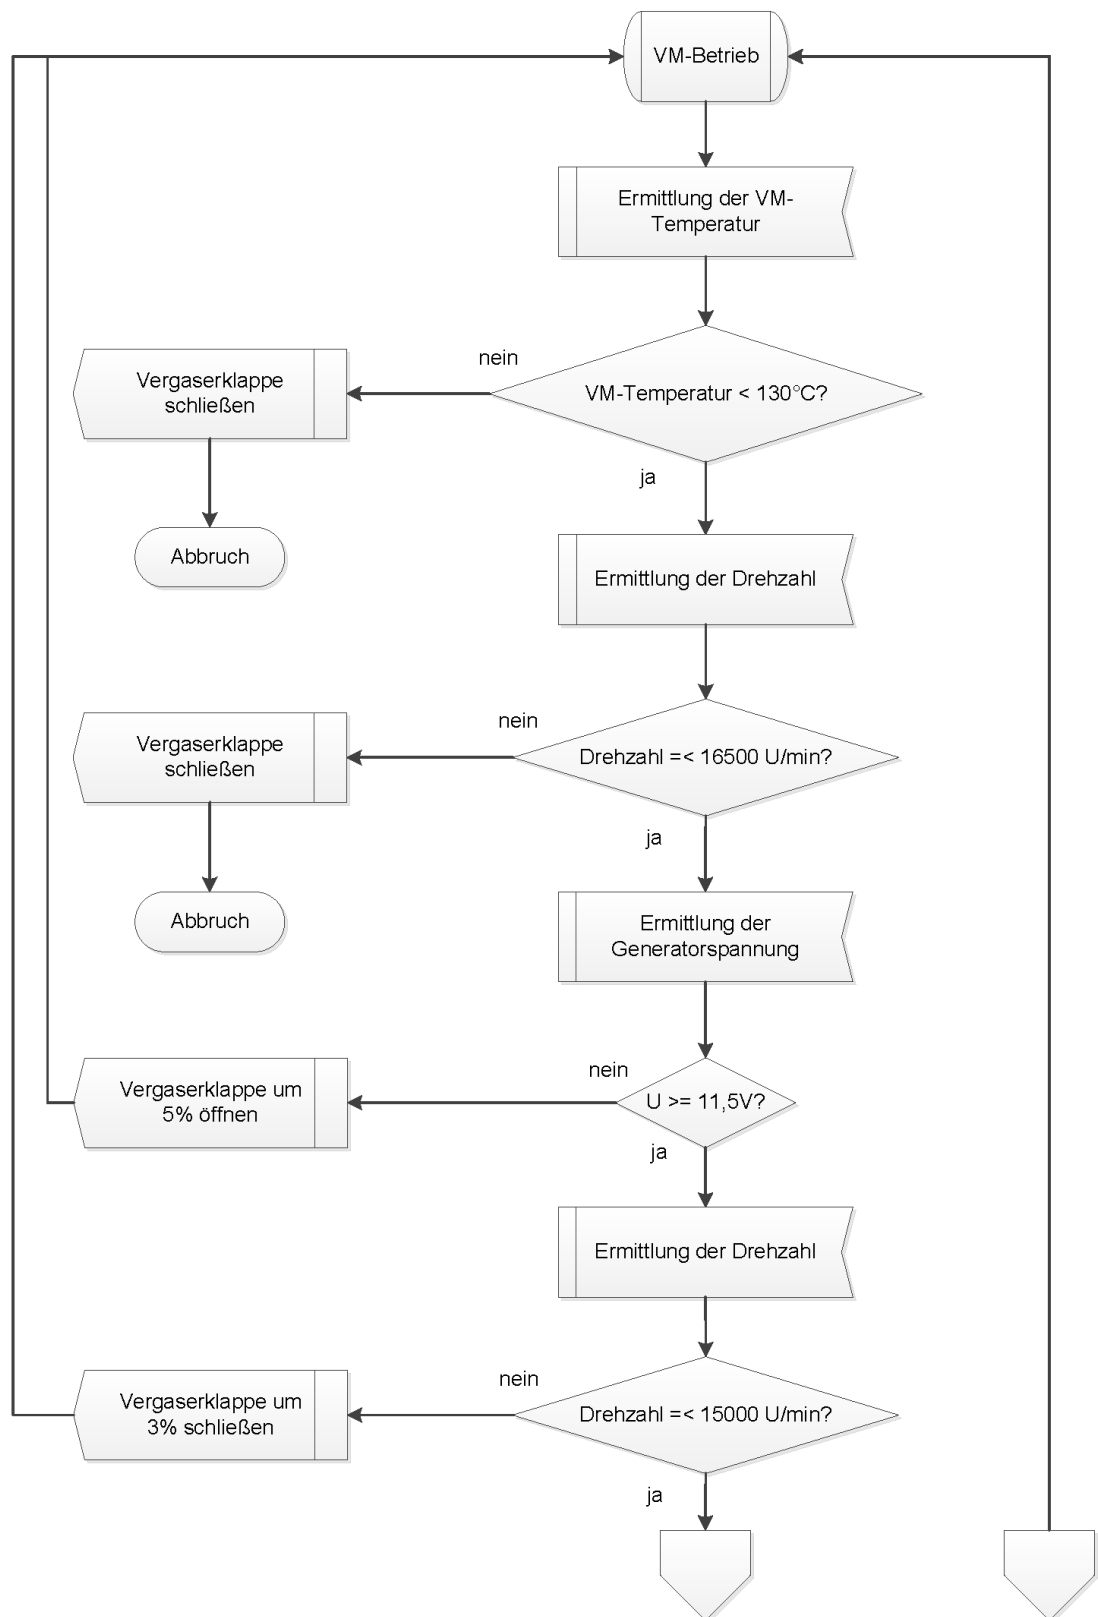 VM-Betrieb
Ermittlung der VM-
Temperatur
nein
Vergaserklappe
schließen
VM-Temperatur < 130°C?
ja
Abbruch
Ermittlung der Drehzahl
nein
Vergaserklappe
schließen
Drehzahl =< 16500 U/min?
ja
Abbruch
Ermittlung der
Generatorspannung
nein
Vergaserklappe um
5% öffnen
U >= 11,5V?
ja
Ermittlung der Drehzahl
nein
Vergaserklappe um
3% schließen
Drehzahl =< 15000 U/min?
ja